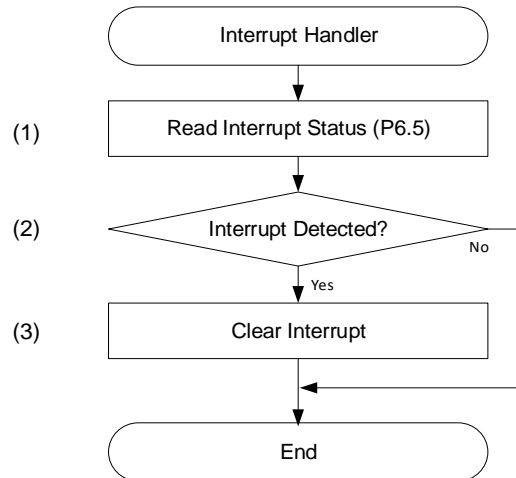 Interrupt Handler
(1)
Read Interrupt Status (P6.5)
(2)
Interrupt Detected?
No
Yes
(3)
Clear Interrupt
End